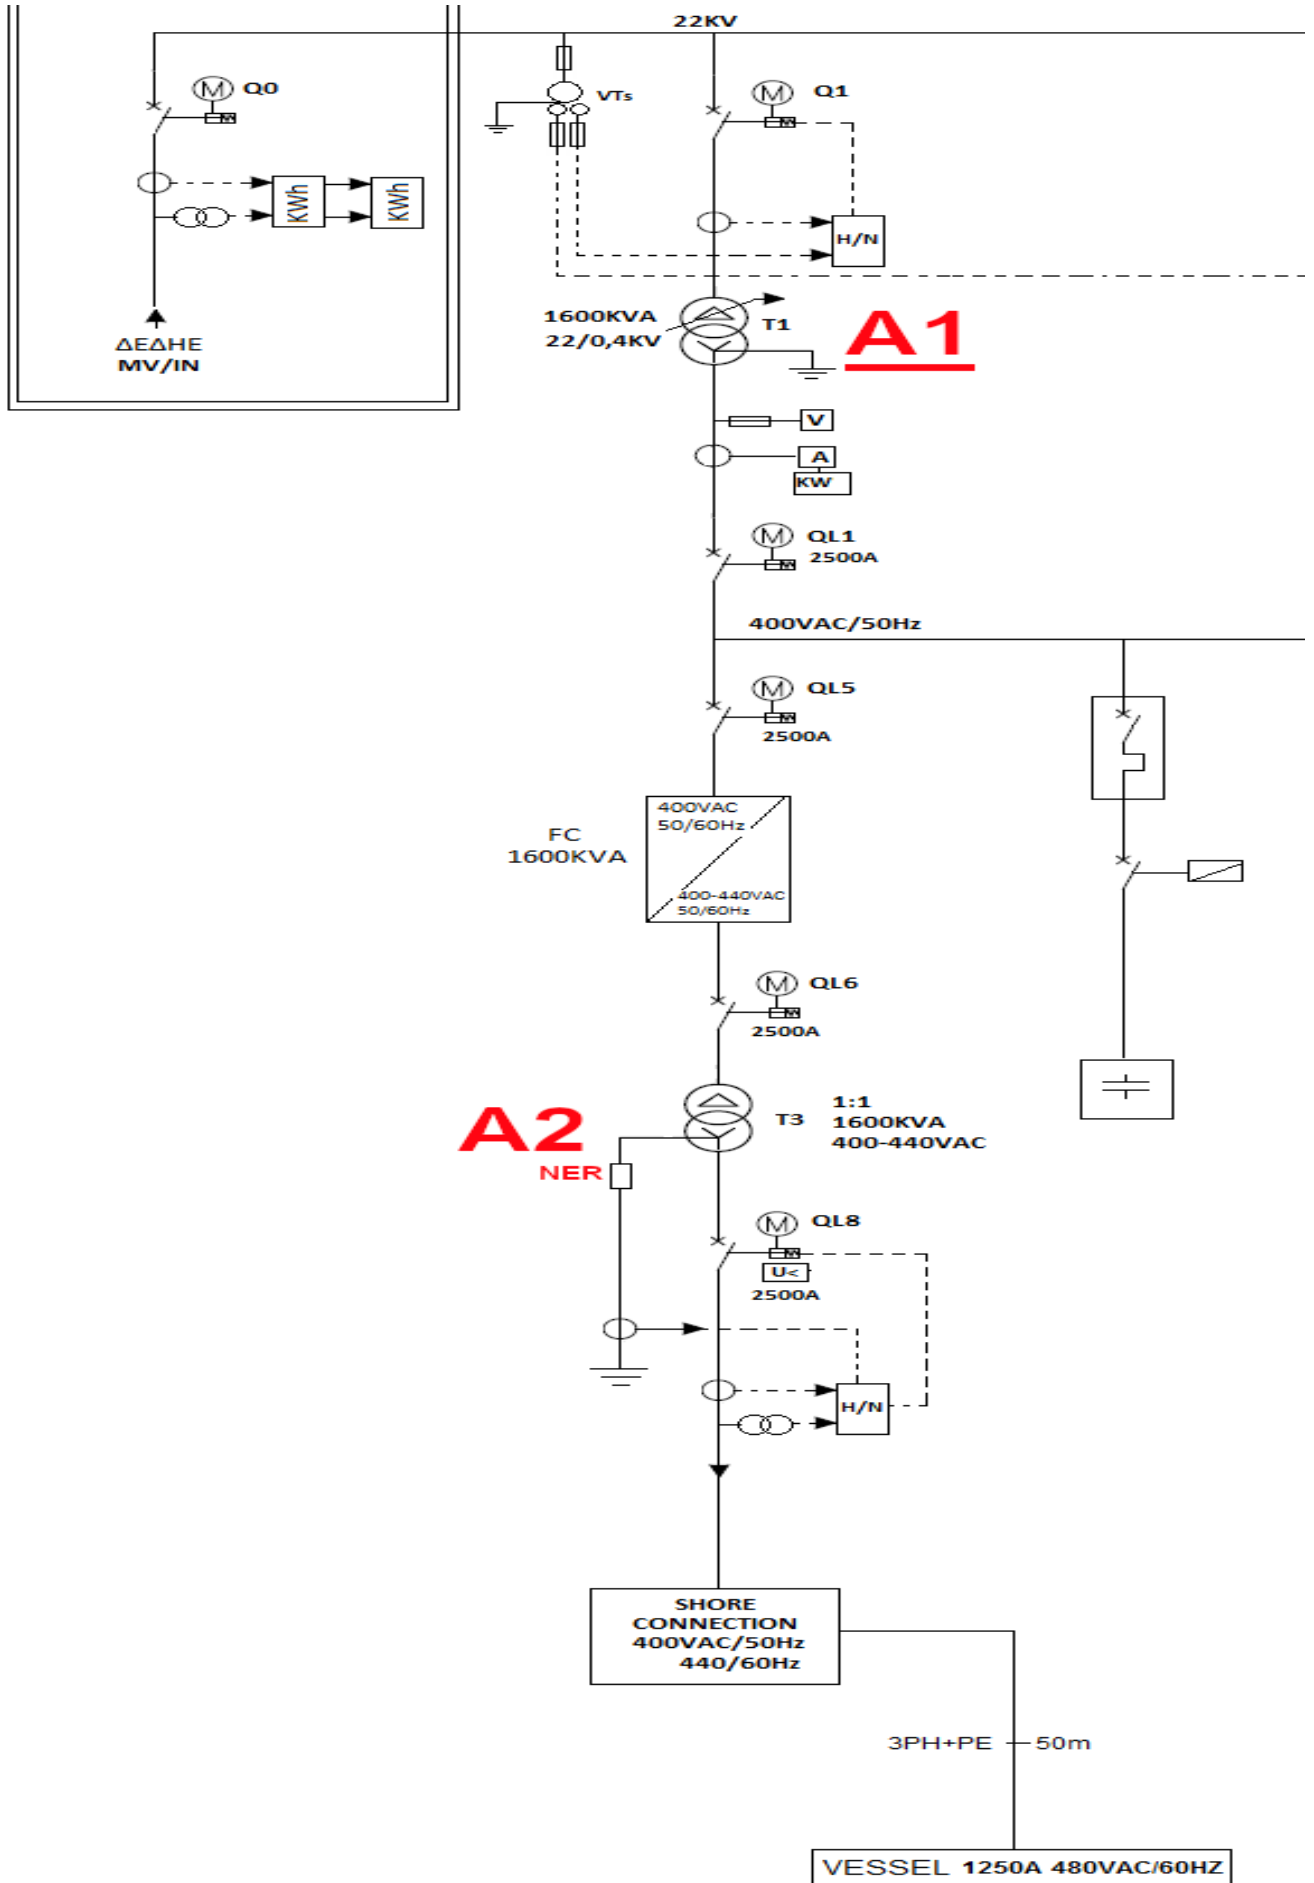 22KV
M Q0
VTs
M Q1
KWh
KWh
H/N
ΔΕΔΗΕ
MV/IN
1600KVA
22/0,4KV
T1
A1
V
A
KW
M QL1
2500A
400VAC/50Hz
M QL5
2500A
FC
1600KVA
400VAC
50/60Hz
400-440VAC
50/60Hz
M QL6
2500A
A2
NER
T3
1:1
1600KVA
400-440VAC
M QL8
U<
2500A
H/N
SHORE
CONNECTION
400VAC/50Hz
440/60Hz
3PH+PE
50m
VESSEL 1250A 480VAC/60HZ